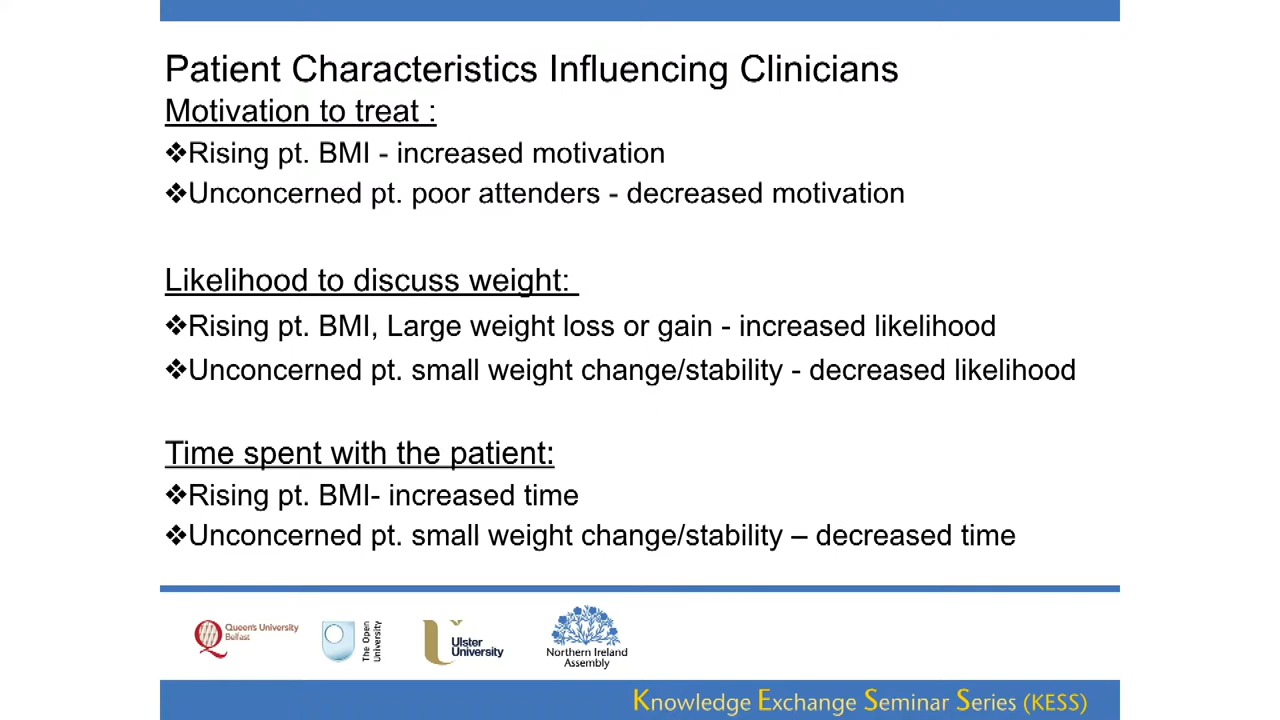 Patient Characteristics Influencing Clinicians
Motivation to treat :
❖Rising pt. BMI - increased motivation
❖Unconcerned pt. poor attenders - decreased motivation
Likelihood to discuss weight:
❖Rising pt. BMI, Large weight loss or gain - increased likelihood
❖Unconcerned pt. small weight change/stability - decreased likelihood
Time spent with the patient:
❖Rising pt. BMI- increased time
❖Unconcerned pt. small weight change/stability – decreased time
Queen's University
Belfast
The Open
University
Ulster
University
Northern Ireland
Assembly
Knowledge Exchange Seminar Series (KESS)